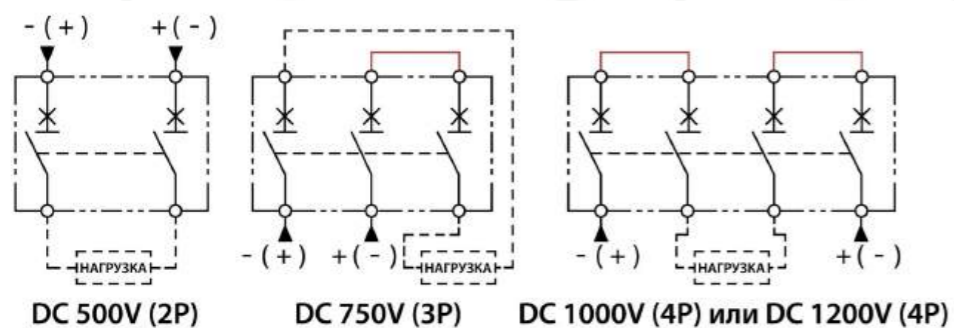 - (+) +(-)
- (+) +(-) - (+) +(-)
НАГРУЗКА НАГРУЗКА НАГРУЗКА
DC 500V (2P) DC 750V (3P) DC 1000V (4P) или DC 1200V (4P)